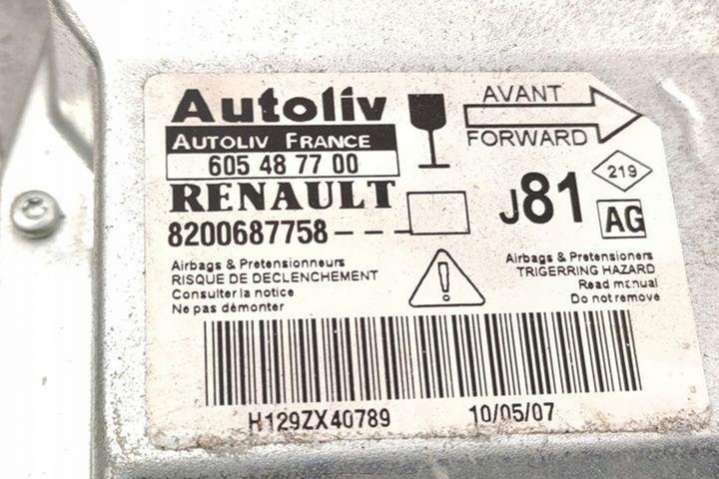 Autoliv
AUTOLIV FRANCE
605 48 77 00
RENAULT
8200687758---
AVANT
FORWARD
219
J81
AG
Airbags & Pretensionneurs
RISQUE DE DECLENCHEMENT
Consulter la notice
Ne pas démonter
!
Airbags & Pretensioners
TRIGERRING HAZARD
Read manual
Do not remove
H129ZX40789
10/05/07